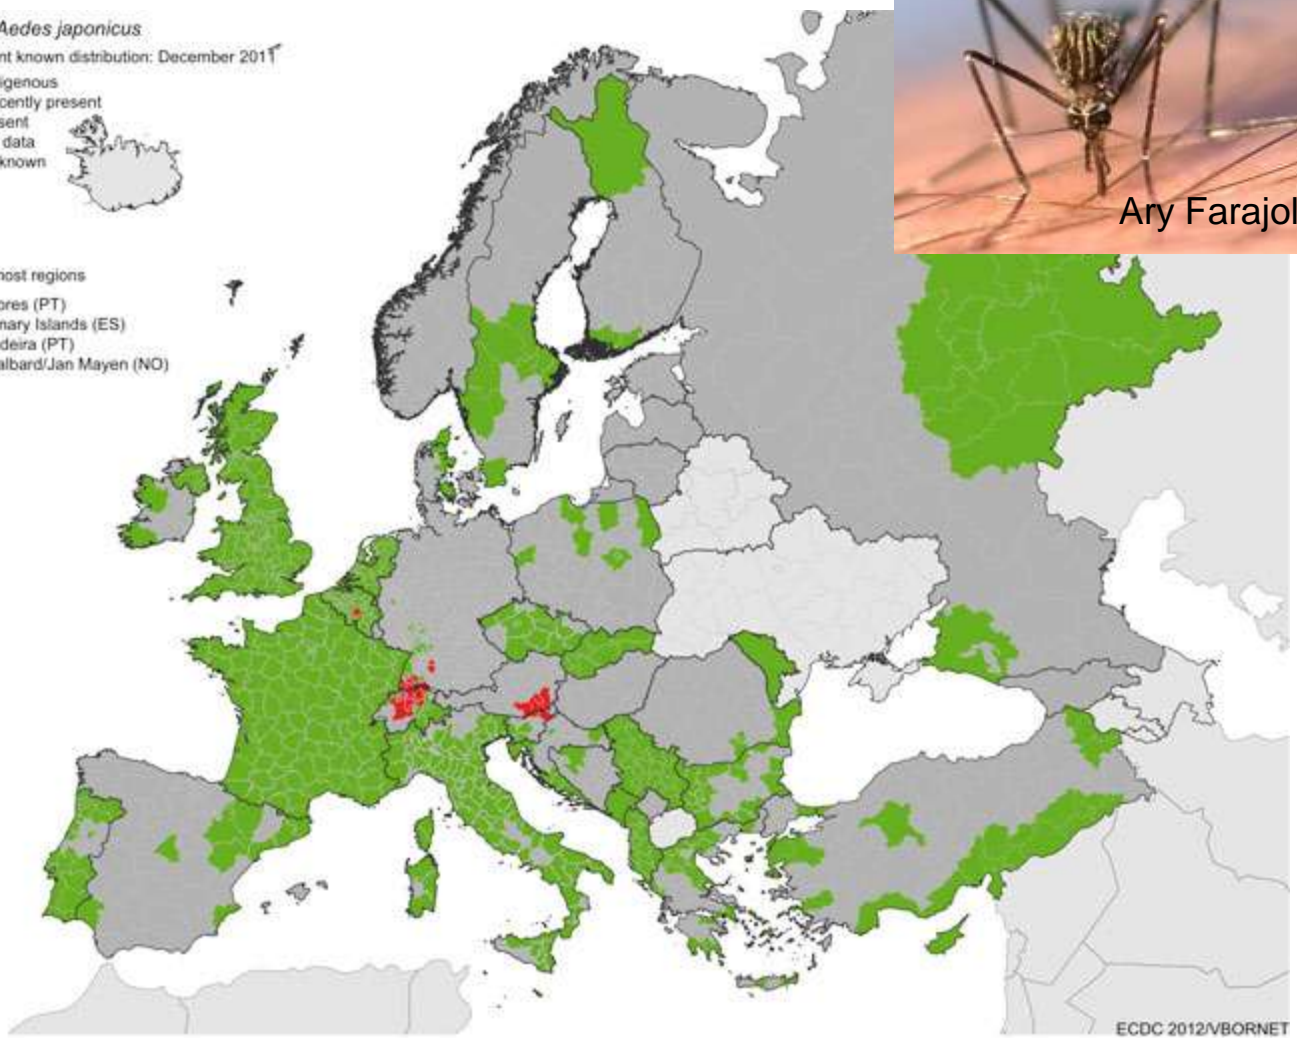 Aedes japonicus
nt known distribution: December 2011
igenous
cently present
sent
data
known
most regions
ores (PT)
nary Islands (ES)
deira (PT)
albard/Jan Mayen (NO)
Ary Farajol
ECDC 2012/VBORNET